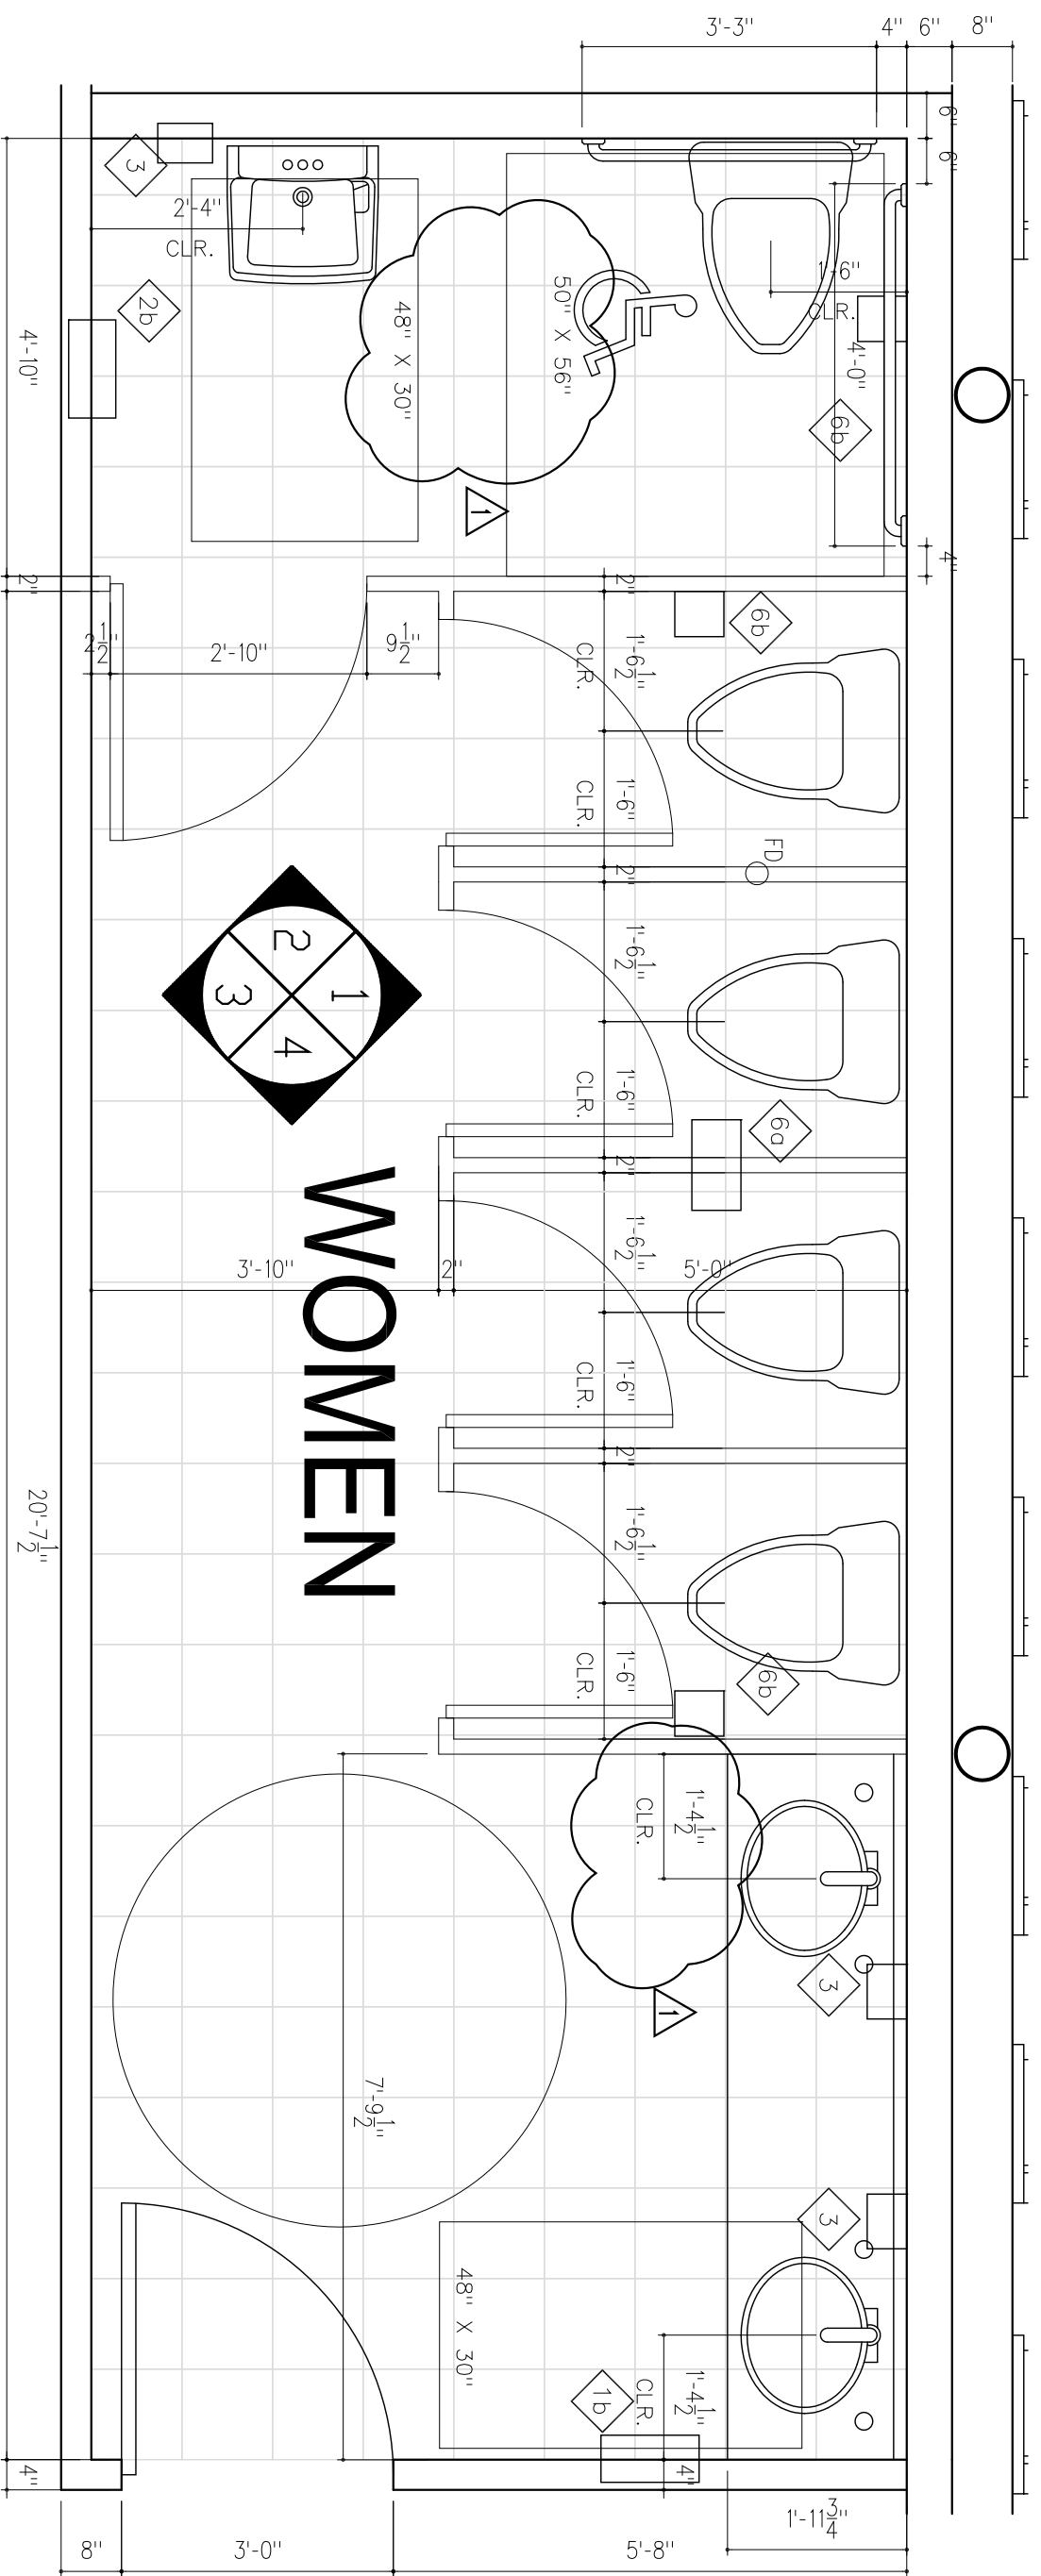 3'-3"
4"
6"
8"
6"
6"
3
2'-4"
CLR.
2b
4'-10"
48" X 30"
50" X 56"
1'-6"
CLR.
4'-0"
6b
1
4"
2"
2"
2 1/2"
2'-10"
9 1/2"
6b
1'-6 1/2"
CLR.
1'-6"
CLR.
FD
2"
1
2
3
4
1'-6 1/2"
1'-6"
CLR.
6a
2"
WOMEN
3'-10"
2"
5'-0"
1'-6 1/2"
1'-6"
CLR.
2"
20'-7 1/2"
1'-6 1/2"
1'-6"
CLR.
6b
1'-4 1/2"
CLR.
3
1
7'-9 1/2"
3
48" X 30"
1'-4 1/2"
CLR.
1b
4"
4"
1'-11 3/4"
8"
3'-0"
5'-8"